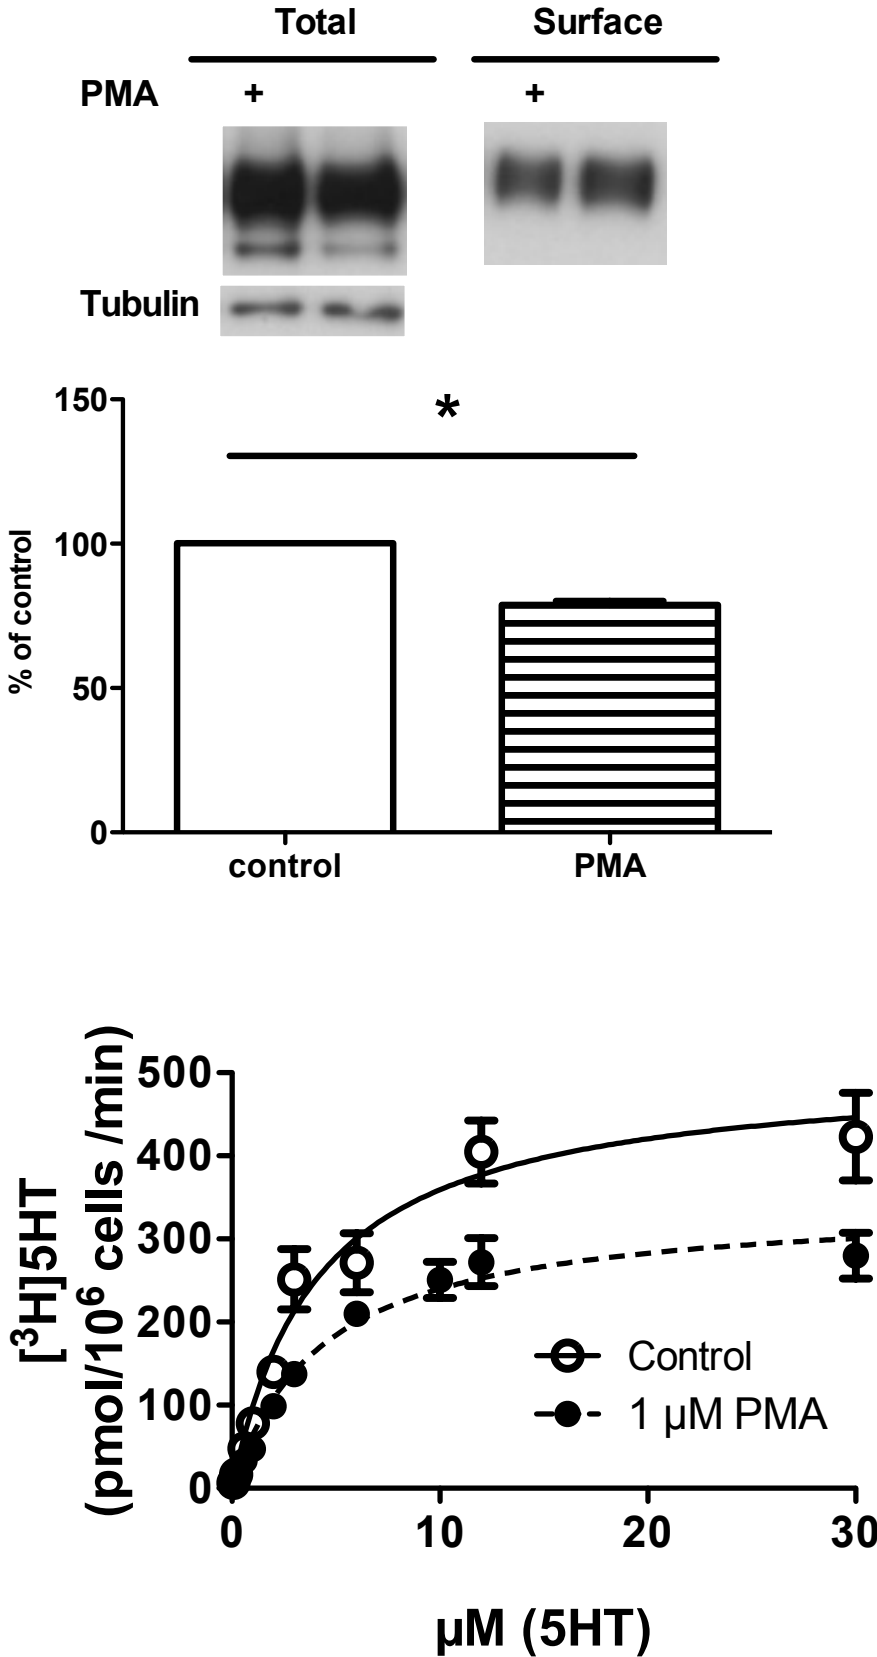 Total Surface
PMA + +
Tubulin
150
*
100
50
0
% of control
control PMA
500
400
300
200
100
0
[³H]5HT
(pmol/10⁶ cells /min)
Control
1 µM PMA
0 10 20 30
µM (5HT)